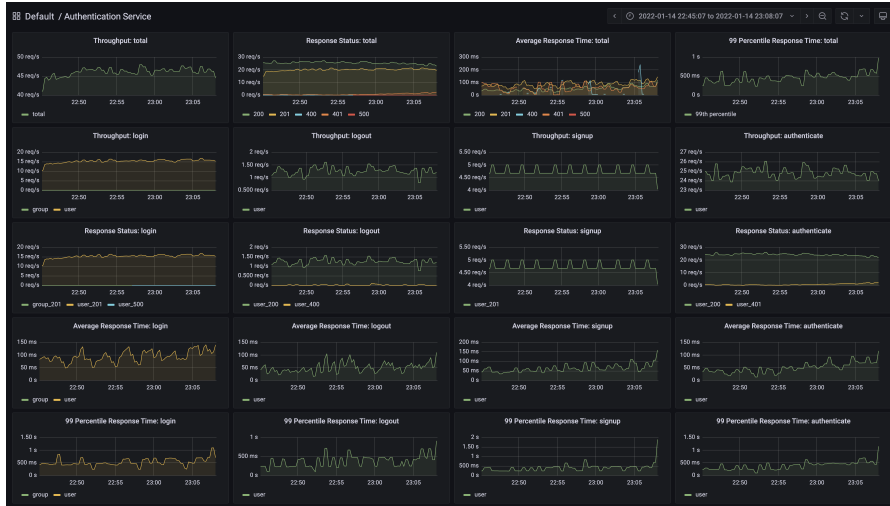 Default / Authentication Service
2022-01-14 22:45:07 to 2022-01-14 23:08:07
Throughput: total
50 req/s
45 req/s
40 req/s
22:50 22:55 23:00 23:05
total
Response Status: total
30 req/s
20 req/s
10 req/s
0 req/s
22:50 22:55 23:00 23:05
200 201 400 401 500
Average Response Time: total
300 ms
200 ms
100 ms
0 s
22:50 22:55 23:00 23:05
200 201 400 401 500
99 Percentile Response Time: total
1 s
500 ms
0 s
22:50 22:55 23:00 23:05
99th percentile
Throughput: login
20 req/s
15 req/s
10 req/s
5 req/s
0 req/s
22:50 22:55 23:00 23:05
group user
Throughput: logout
2 req/s
1.50 req/s
1 req/s
0.500 req/s
22:50 22:55 23:00 23:05
user
Throughput: signup
5.50 req/s
5 req/s
4.50 req/s
4 req/s
22:50 22:55 23:00 23:05
user
Throughput: authenticate
27 req/s
26 req/s
25 req/s
24 req/s
23 req/s
22:50 22:55 23:00 23:05
user
Response Status: login
20 req/s
15 req/s
10 req/s
5 req/s
0 req/s
22:50 22:55 23:00 23:05
group_201 user_201 user_500
Response Status: logout
2 req/s
1.50 req/s
1 req/s
0.500 req/s
0 req/s
22:50 22:55 23:00 23:05
user_200 user_400
Response Status: signup
5.50 req/s
5 req/s
4.50 req/s
4 req/s
22:50 22:55 23:00 23:05
user_201
Response Status: authenticate
30 req/s
20 req/s
10 req/s
0 req/s
22:50 22:55 23:00 23:05
user_200 user_401
Average Response Time: login
150 ms
100 ms
50 ms
0 s
22:50 22:55 23:00 23:05
group user
Average Response Time: logout
150 ms
100 ms
50 ms
0 s
22:50 22:55 23:00 23:05
user
Average Response Time: signup
200 ms
150 ms
100 ms
50 ms
0 s
22:50 22:55 23:00 23:05
user
Average Response Time: authenticate
150 ms
100 ms
50 ms
0 s
22:50 22:55 23:00 23:05
user
99 Percentile Response Time: login
1.50 s
1 s
500 ms
0 s
22:50 22:55 23:00 23:05
group user
99 Percentile Response Time: logout
1 s
500 ms
0 s
22:50 22:55 23:00 23:05
user
99 Percentile Response Time: signup
2 s
1.50 s
1 s
500 ms
0 s
22:50 22:55 23:00 23:05
user
99 Percentile Response Time: authenticate
1.50 s
1 s
500 ms
0 s
22:50 22:55 23:00 23:05
user